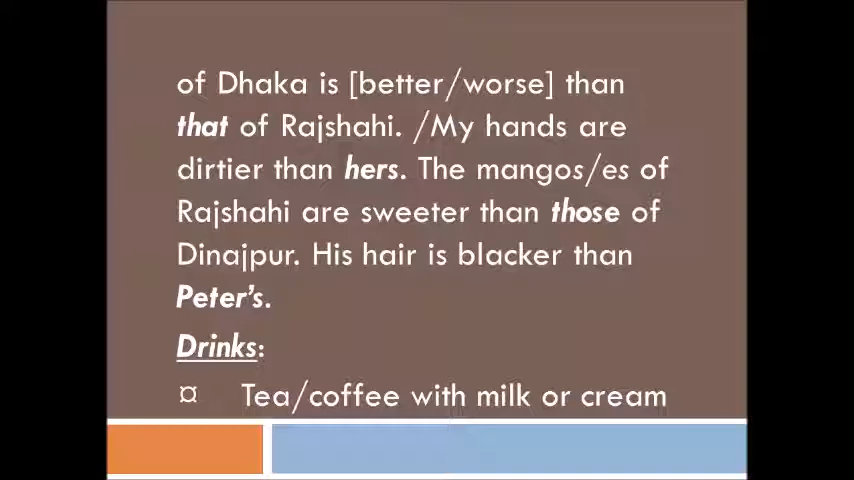 of Dhaka is [better/worse] than
that of Rajshahi. /My hands are
dirtier than hers. The mangos/es of
Rajshahi are sweeter than those of
Dinajpur. His hair is blacker than
Peter’s.
Drinks:
¤ Tea/coffee with milk or cream